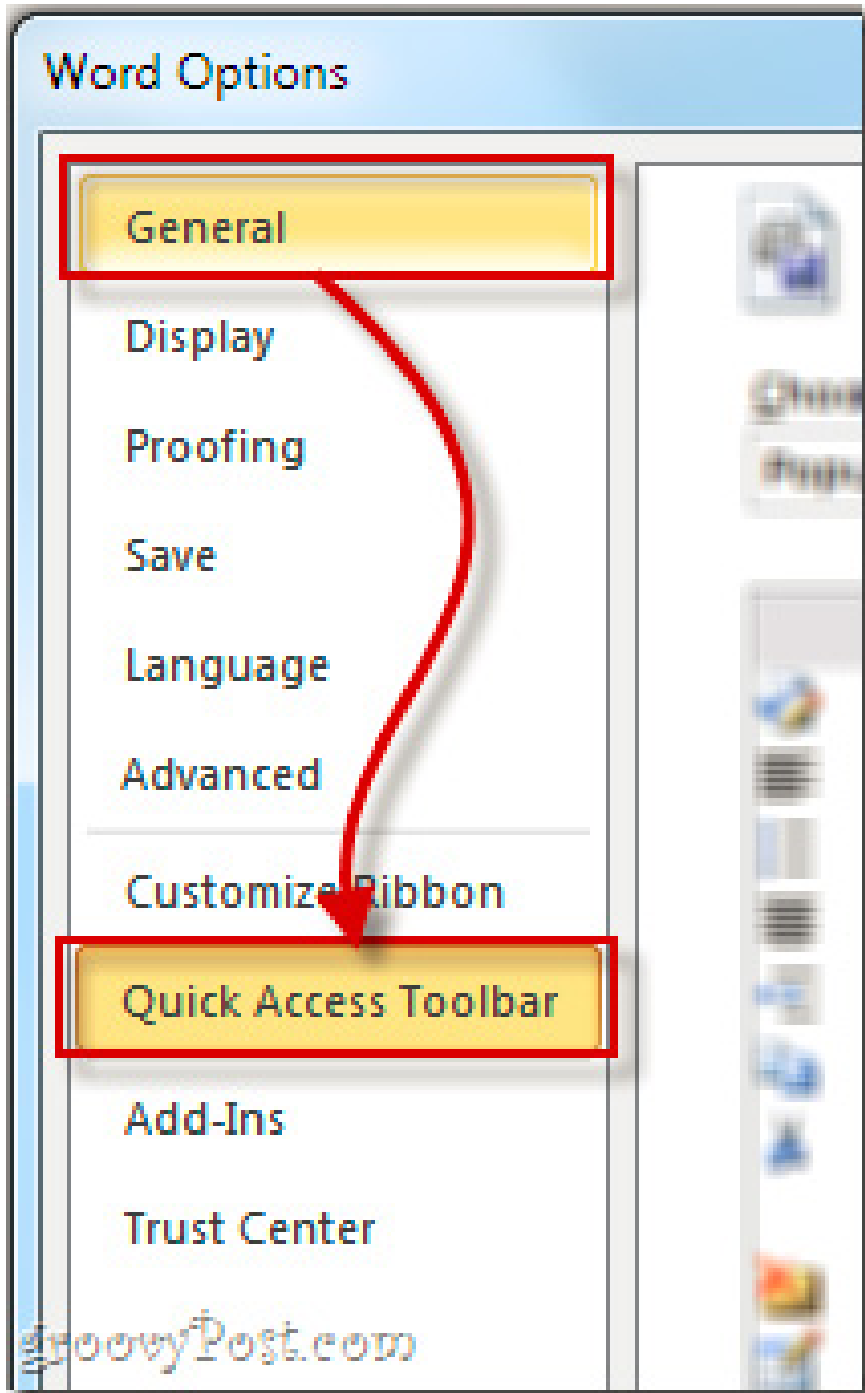 Word Options
General
Display
Proofing
Save
Language
Advanced
Customize Ribbon
Quick Access Toolbar
Add-Ins
Trust Center
groovyPost.com